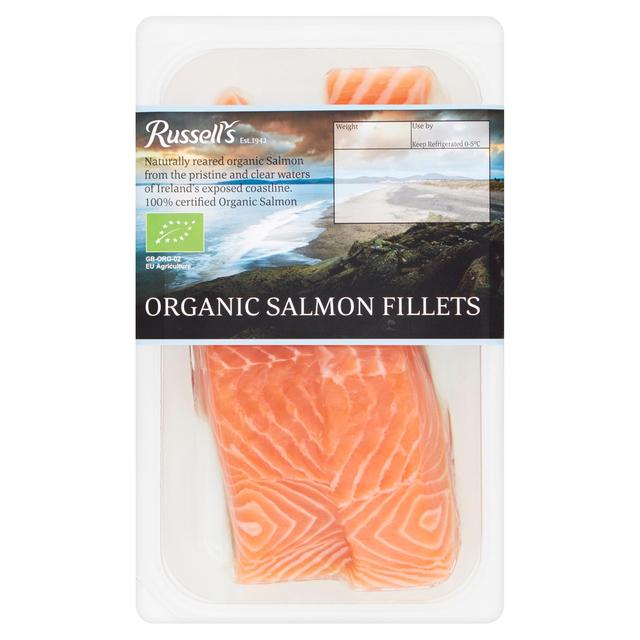 Russell's Est.1942
Naturally reared organic Salmon
from the pristine and clear waters
of Ireland's exposed coastline.
100% certified Organic Salmon
GB-ORG-02
EU Agriculture
Weight
Use by
Keep Refrigerated 0-5ºC
ORGANIC SALMON FILLETS